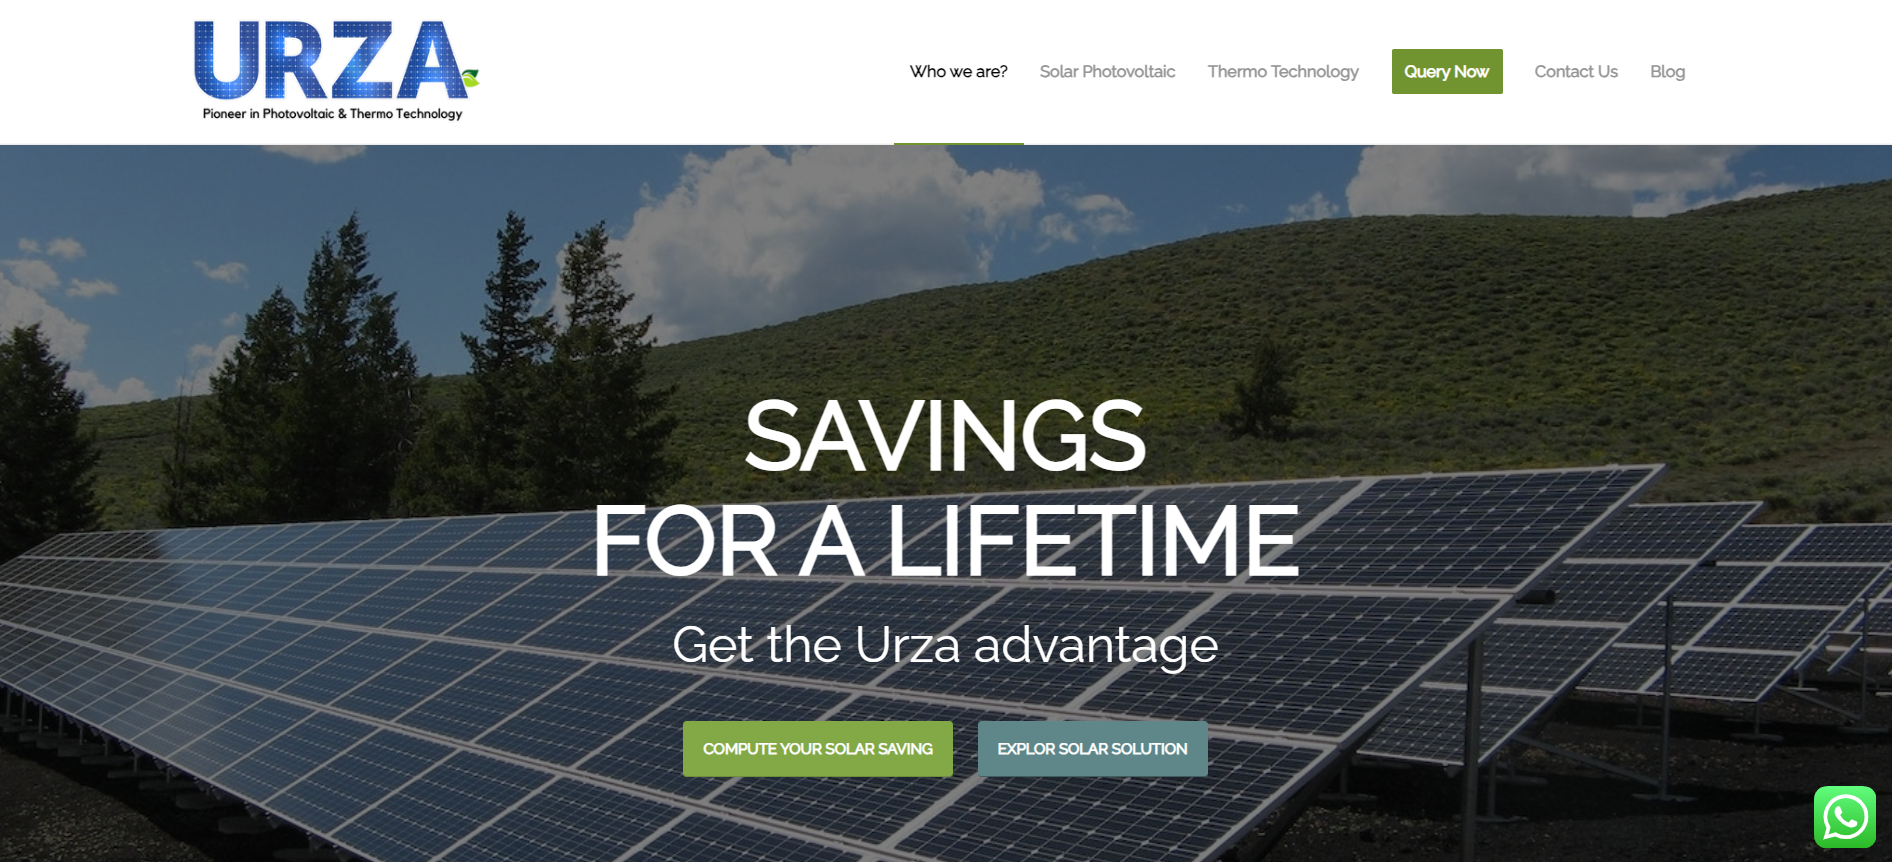 URZA
Pioneer in Photovoltaic & Thermo Technology
Who we are?
Solar Photovoltaic
Thermo Technology
Query Now
Contact Us
Blog
SAVINGS
FOR A LIFETIME
Get the Urza advantage
COMPUTE YOUR SOLAR SAVING
EXPLOR SOLAR SOLUTION